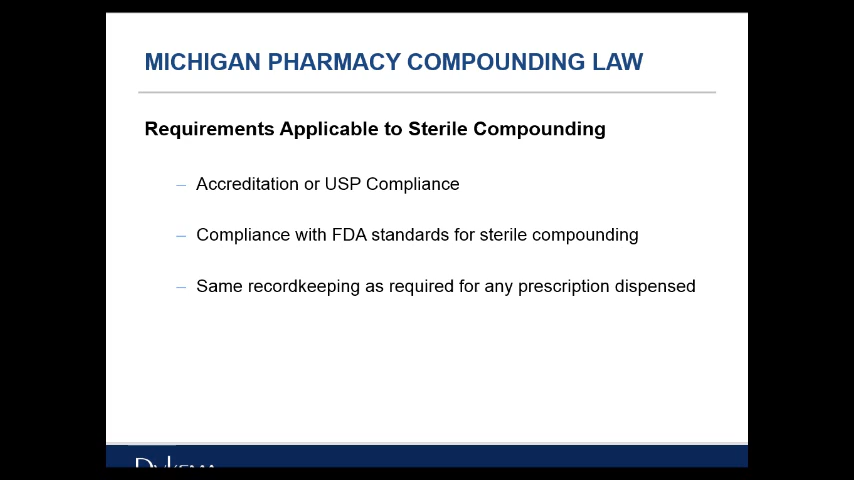 MICHIGAN PHARMACY COMPOUNDING LAW
Requirements Applicable to Sterile Compounding
– Accreditation or USP Compliance
– Compliance with FDA standards for sterile compounding
– Same recordkeeping as required for any prescription dispensed